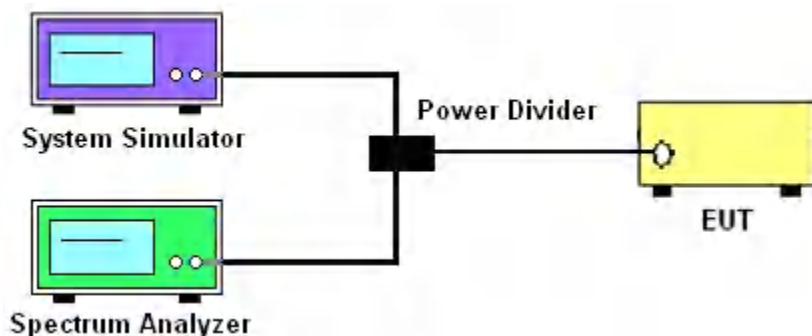 System Simulator
Power Divider
EUT
Spectrum Analyzer